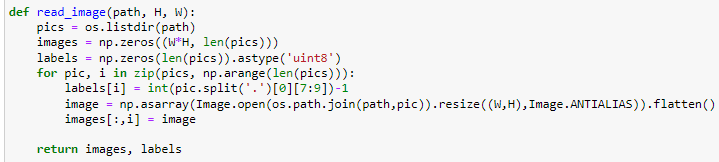 def read_image(path, H, W):
    pics = os.listdir(path)
    images = np.zeros((W*H, len(pics)))
    labels = np.zeros(len(pics)).astype('uint8')
    for pic, i in zip(pics, np.arange(len(pics))):
        labels[i] = int(pic.split('.')[0][7:9])-1
        image = np.asarray(Image.open(os.path.join(path,pic)).resize((W,H),Image.ANTIALIAS)).flatten()
        images[:,i] = image
    return images, labels